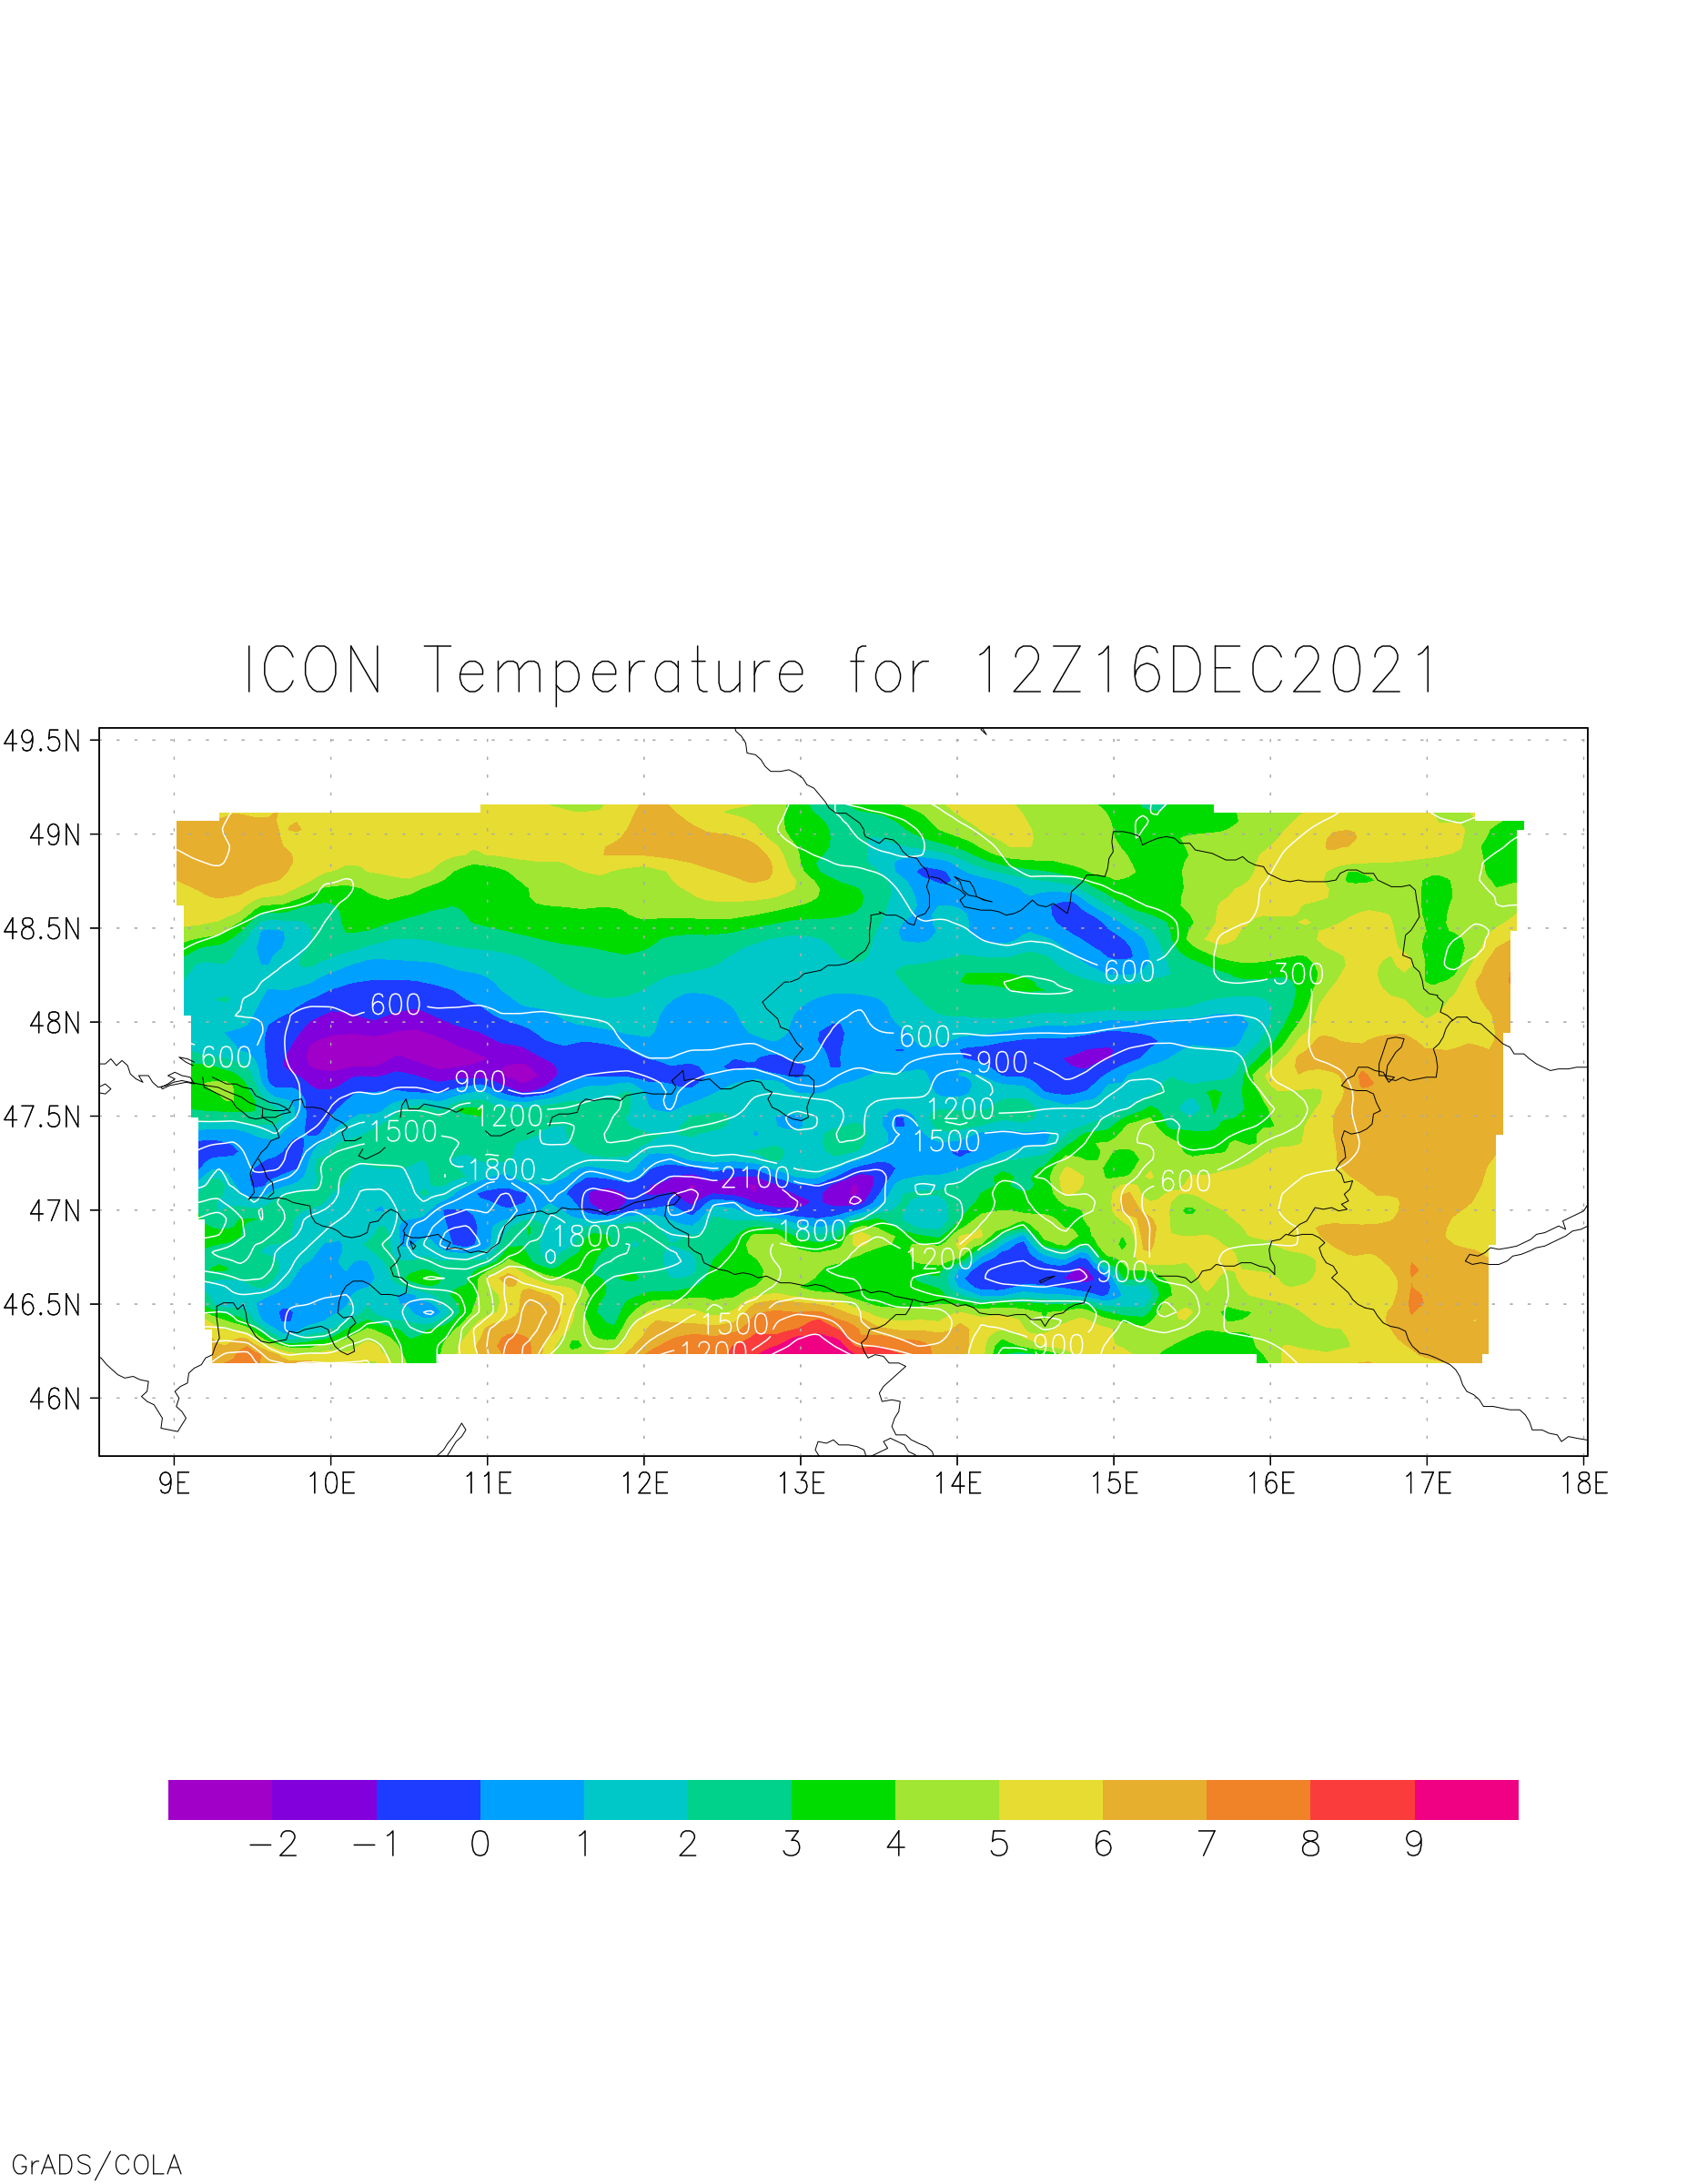 ICON Temperature for 12Z16DEC2021
49.5N
49N
48.5N
600
300
600
48N
600
600
900
900
1200
1200
1500
1500
1800
2100
47N
600
1800
1800
1200
900
46.5N
1500
900
1200
46N
47.5N
9E 10E 11E 12E 13E 14E 15E 16E 17E 18E
−2 −1 0 1 2 3 4 5 6 7 8 9
GrADS/COLA